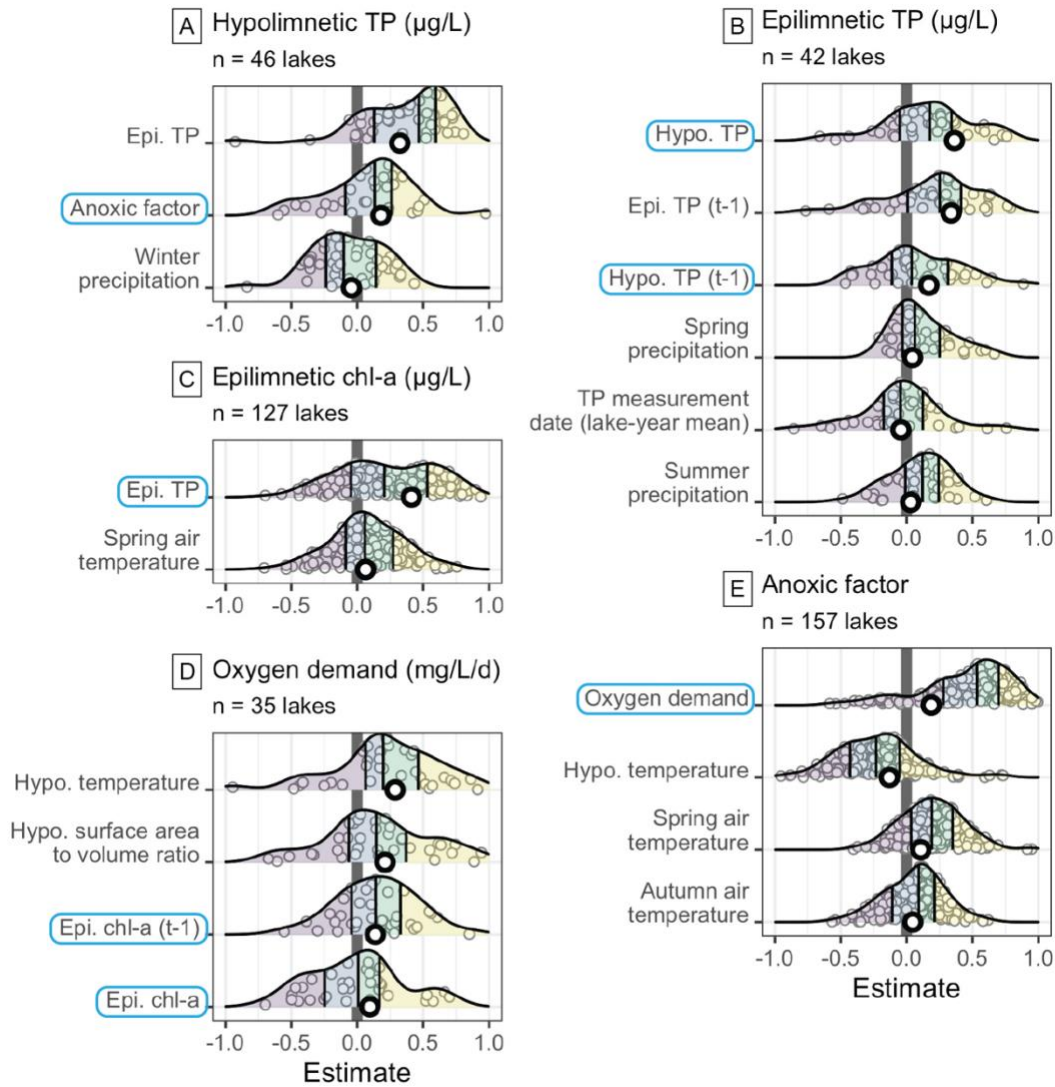 A Hypolimnetic TP (µg/L)
n = 46 lakes
Epi. TP
Anoxic factor
Winter
precipitation
-1.0 -0.5 0.0 0.5 1.0
B Epilimnetic TP (µg/L)
n = 42 lakes
Hypo. TP
Epi. TP (t-1)
Hypo. TP (t-1)
Spring
precipitation
TP measurement
date (lake-year mean)
Summer
precipitation
-1.0 -0.5 0.0 0.5 1.0
C Epilimnetic chl-a (µg/L)
n = 127 lakes
Epi. TP
Spring air
temperature
-1.0 -0.5 0.0 0.5 1.0
D Oxygen demand (mg/L/d)
n = 35 lakes
Hypo. temperature
Hypo. surface area
to volume ratio
Epi. chl-a (t-1)
Epi. chl-a
-1.0 -0.5 0.0 0.5 1.0
Estimate
E Anoxic factor
n = 157 lakes
Oxygen demand
Hypo. temperature
Spring air
temperature
Autumn air
temperature
-1.0 -0.5 0.0 0.5 1.0
Estimate